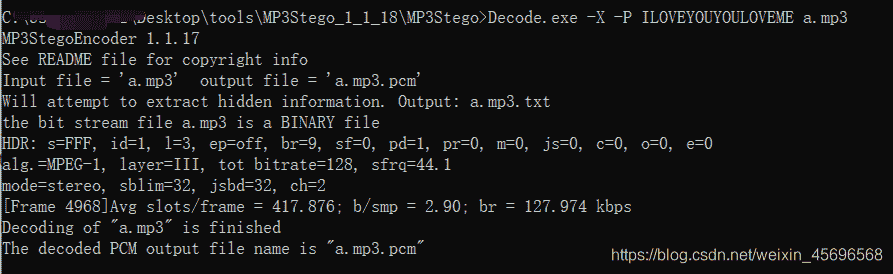 C:\Desktop\tools\MP3Stego_1_1_18\MP3Stego>Decode.exe -X -P ILOVEYOUYOULOVEME a.mp3
MP3StegoEncoder 1.1.17
See README file for copyright info
Input file = 'a.mp3'  output file = 'a.mp3.pcm'
Will attempt to extract hidden information. Output: a.mp3.txt
the bit stream file a.mp3 is a BINARY file
HDR: s=FFF, id=1, l=3, ep=off, br=9, sf=0, pd=1, pr=0, m=0, js=0, c=0, o=0, e=0
alg.=MPEG-1, layer=III, tot bitrate=128, sfrq=44.1
mode=stereo, sblim=32, jsbd=32, ch=2
[Frame 4968]Avg slots/frame = 417.876; b/smp = 2.90; br = 127.974 kbps
Decoding of "a.mp3" is finished
The decoded PCM output file name is "a.mp3.pcm"
https://blog.csdn.net/weixin_45696568